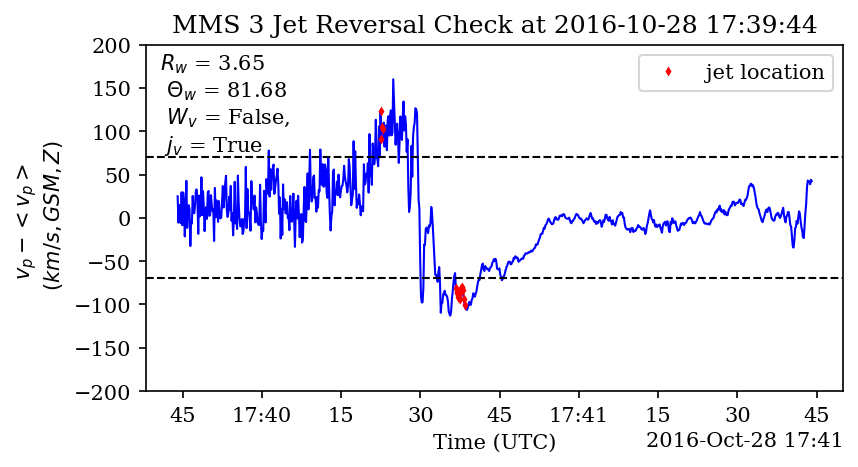 MMS 3 Jet Reversal Check at 2016-10-28 17:39:44
R_w = 3.65
Θ_w = 81.68
W_v = False,
j_v = True
jet location
v_p − < v_p >
(km/s, GSM, Z)
200
150
100
50
0
−50
−100
−150
−200
45 17:40 15 30 45 17:41 15 30 45
Time (UTC)
2016-Oct-28 17:41